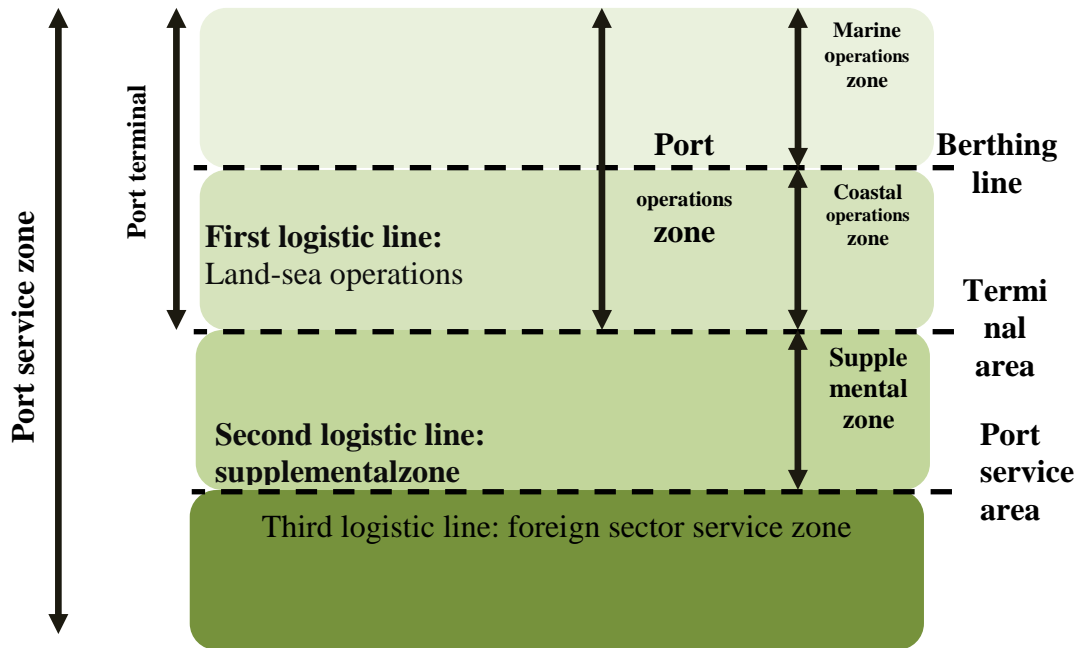 Port service zone
Port terminal
Marine
operations
zone
Port
operations
zone
Berthing
line
First logistic line:
Land-sea operations
Coastal
operations
zone
Termi
nal
area
Second logistic line:
supplementalzone
Supple
mental
zone
Port
service
area
Third logistic line: foreign sector service zone